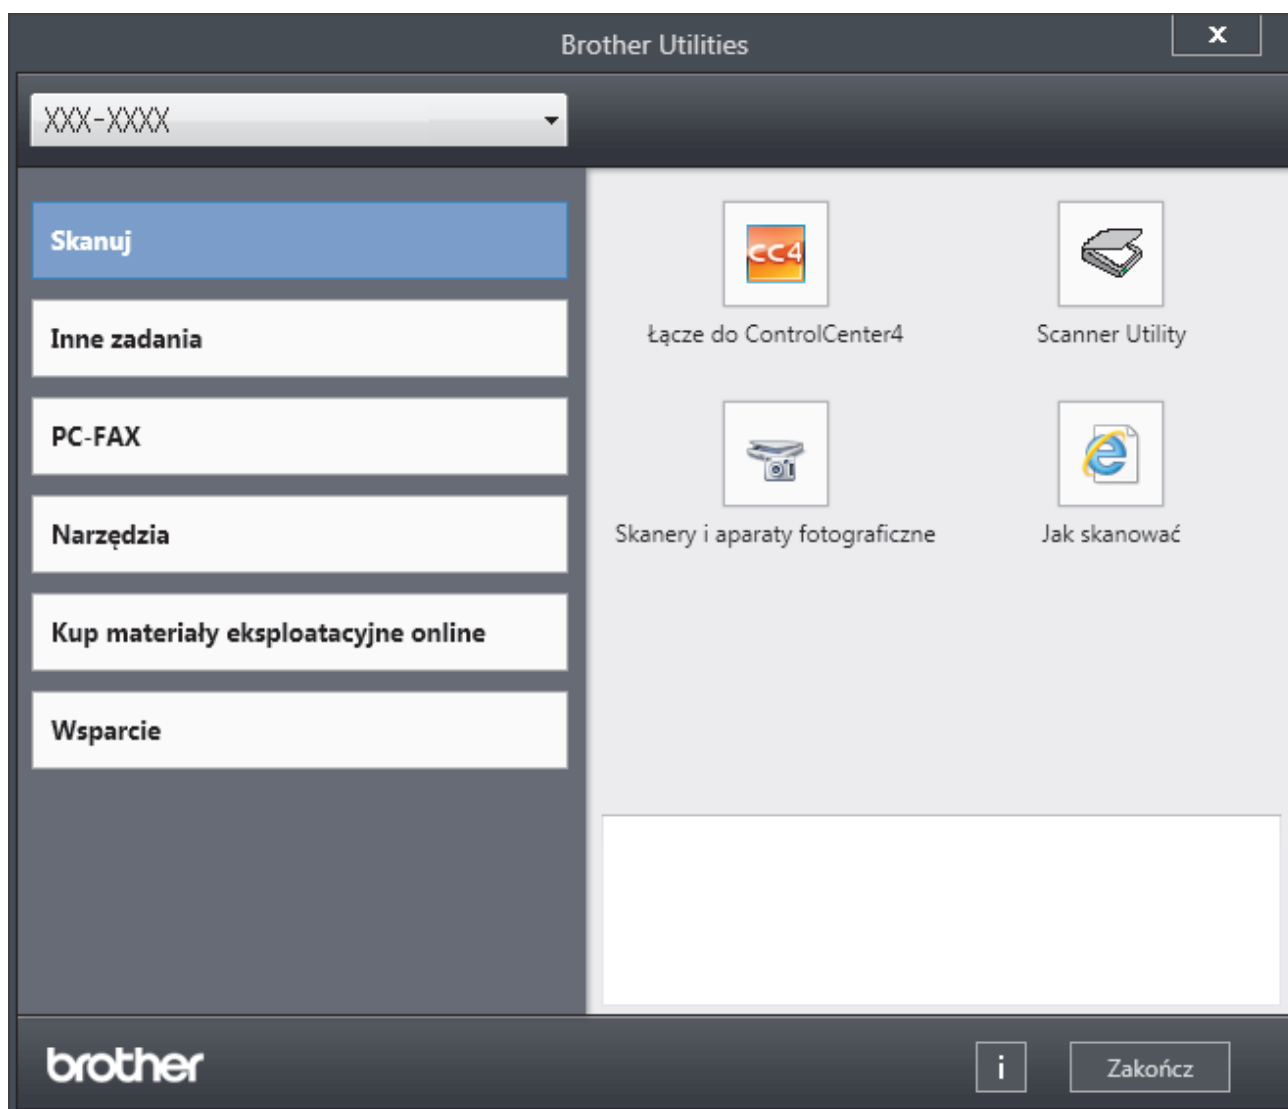 Brother Utilities
x
XXX-XXXX
Skanuj
Inne zadania
PC-FAX
Narzędzia
Kup materiały eksploatacyjne online
Wsparcie
CC4
Łącze do ControlCenter4
Scanner Utility
Skanery i aparaty fotograficzne
Jak skanować
brother
i
Zakończ